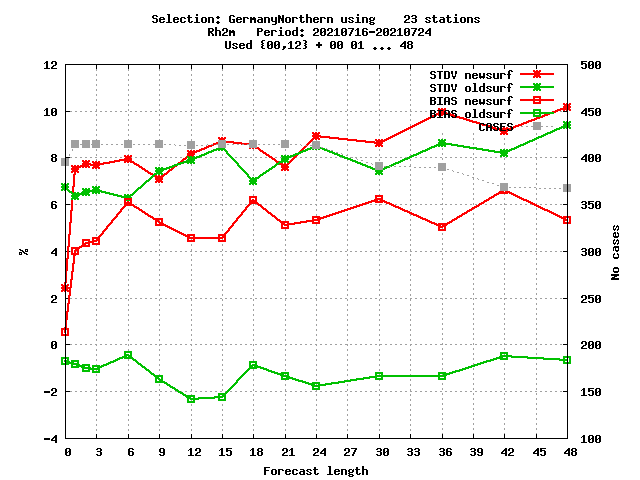 Selection: GermanyNorthern using    23 stations
Rh2m   Period: 20210716-20210724
Used {00,12} + 00 01 ... 48
12 500
10 450
8 400
6 350
4 300
2 250
0 200
-2 150
-4 100
STDV newsurf
STDV oldsurf
BIAS newsurf
BIAS oldsurf
CASES
%
No cases
0 3 6 9 12 15 18 21 24 27 30 33 36 39 42 45 48
Forecast length